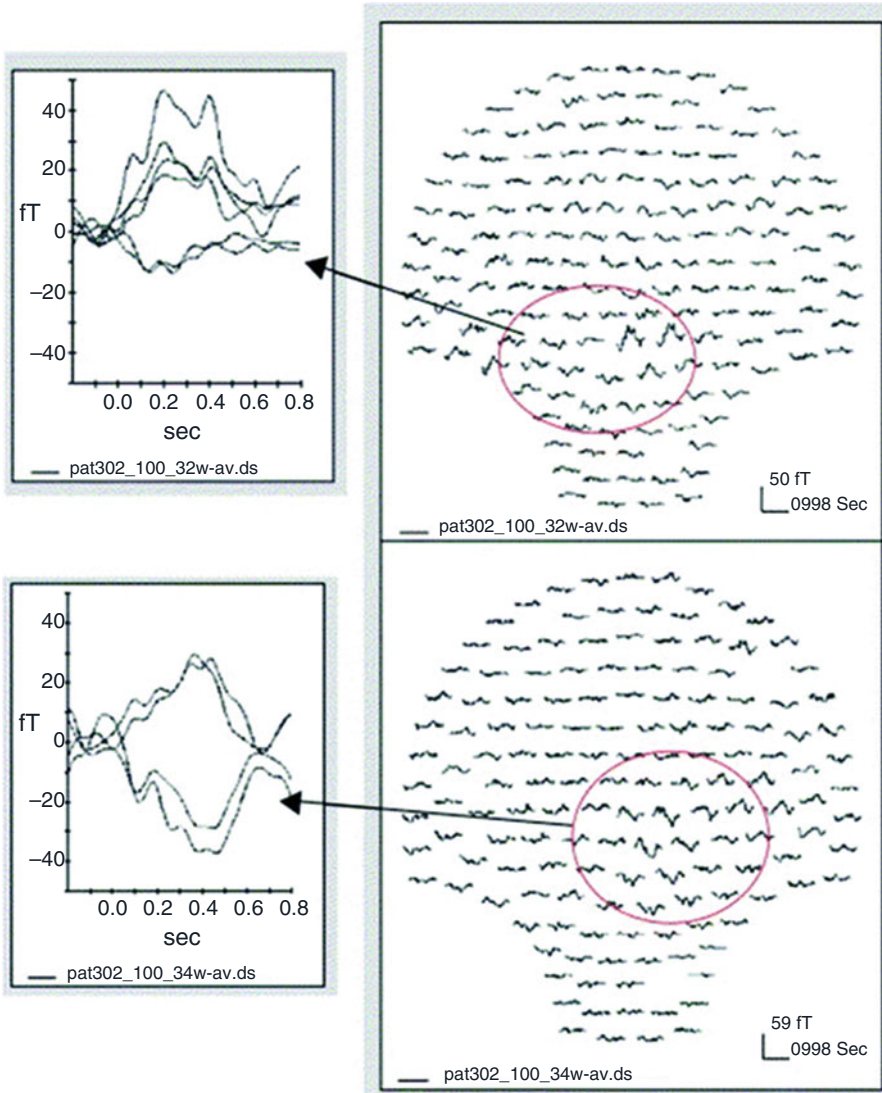 40
20
fT
0
–20
–40
0.0 0.2 0.4 0.6 0.8
sec
pat302_100_32w-av.ds
50 fT
0998 Sec
pat302_100_32w-av.ds
40
20
fT
0
–20
–40
0.0 0.2 0.4 0.6 0.8
sec
pat302_100_34w-av.ds
59 fT
0998 Sec
pat302_100_34w-av.ds